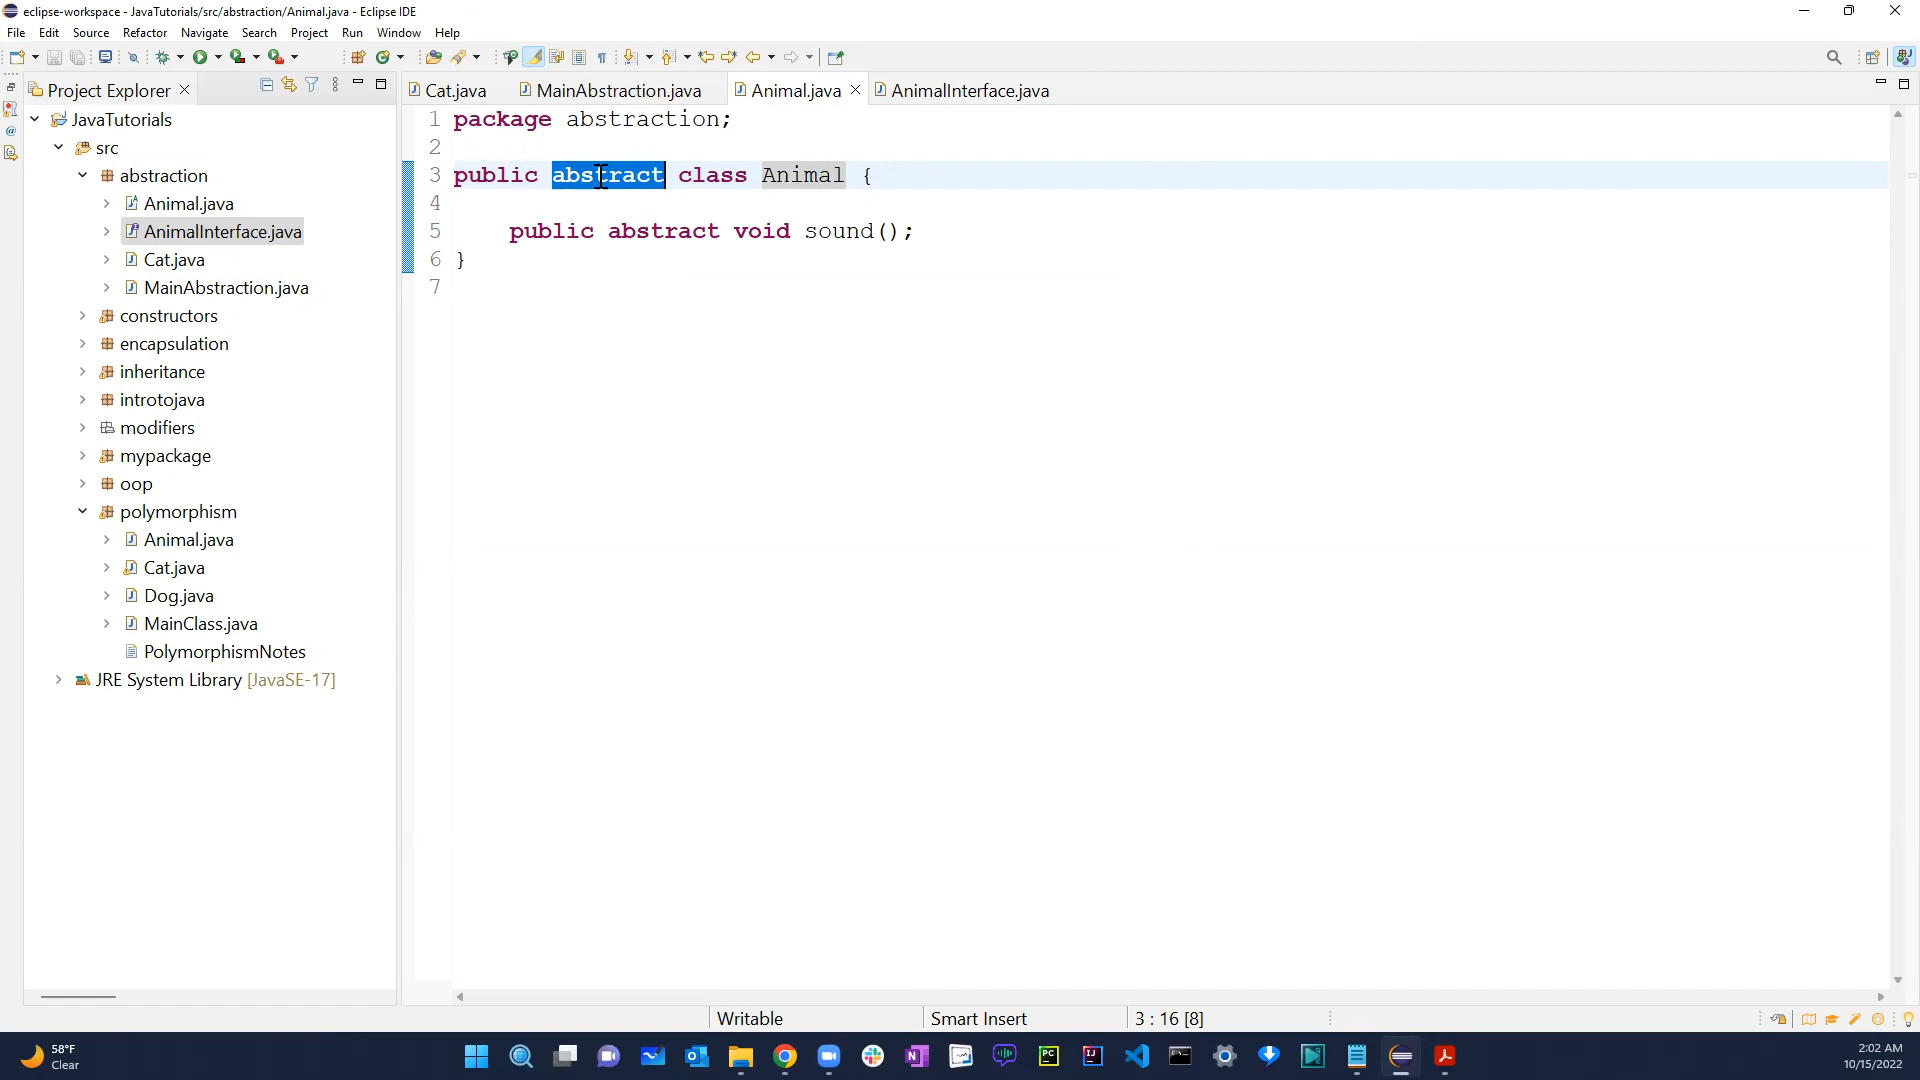 eclipse-workspace - JavaTutorials/src/abstraction/Animal.java - Eclipse IDE
File Edit Source Refactor Navigate Search Project Run Window Help
Project Explorer
Cat.java MainAbstraction.java Animal.java AnimalInterface.java
JavaTutorials
src
abstraction
Animal.java
AnimalInterface.java
Cat.java
MainAbstraction.java
constructors
encapsulation
inheritance
introtojava
modifiers
mypackage
oop
polymorphism
Animal.java
Cat.java
Dog.java
MainClass.java
PolymorphismNotes
JRE System Library [JavaSE-17]
1 package abstraction;
2
3 public abstract class Animal {
4
5 public abstract void sound();
6 }
7
Writable Smart Insert 3 : 16 [8]
58°F
Clear
2:02 AM
10/15/2022